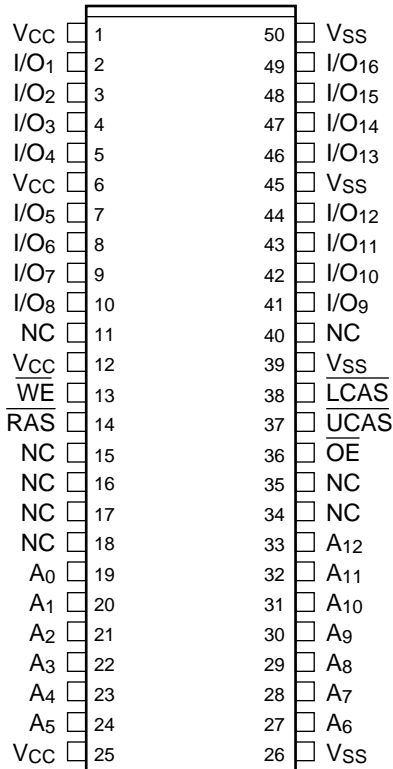 VCC 1 50 VSS
I/O1 2 49 I/O16
I/O2 3 48 I/O15
I/O3 4 47 I/O14
I/O4 5 46 I/O13
VCC 6 45 VSS
I/O5 7 44 I/O12
I/O6 8 43 I/O11
I/O7 9 42 I/O10
I/O8 10 41 I/O9
NC 11 40 NC
VCC 12 39 VSS
WE 13 38 LCAS
RAS 14 37 UCAS
NC 15 36 OE
NC 16 35 NC
NC 17 34 NC
NC 18 33 A12
A0 19 32 A11
A1 20 31 A10
A2 21 30 A9
A3 22 29 A8
A4 23 28 A7
A5 24 27 A6
VCC 25 26 VSS